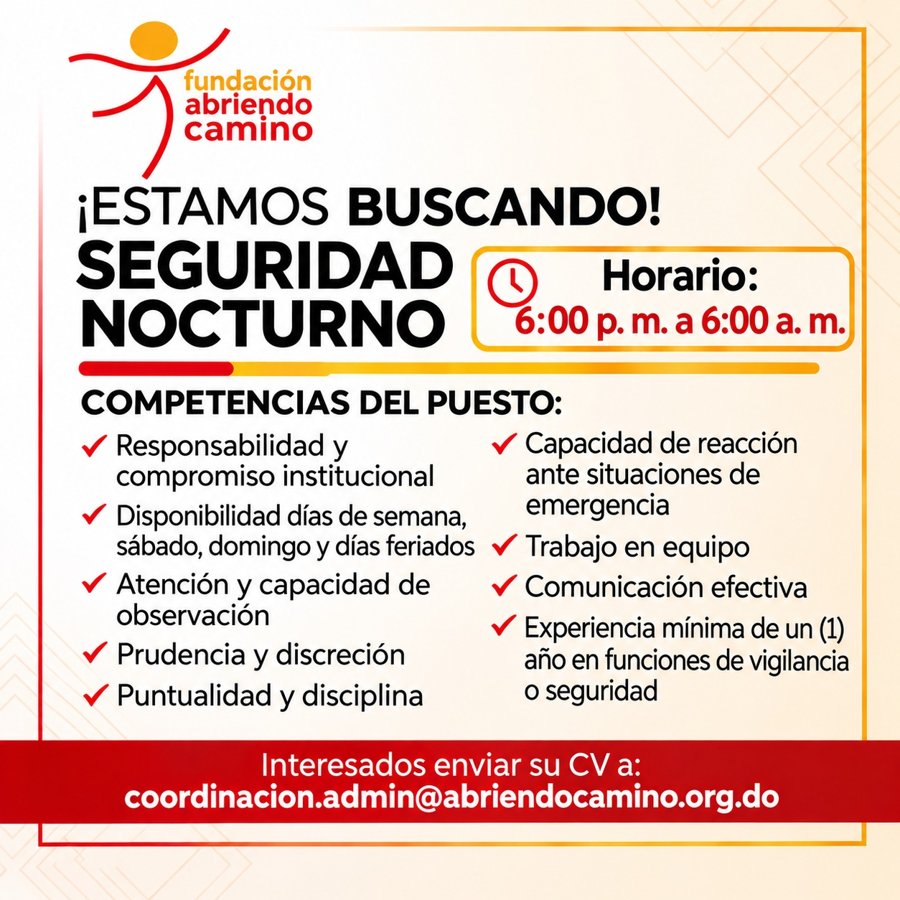 fundación
abriendo
camino
¡ESTAMOS BUSCANDO!
SEGURIDAD
NOCTURNO
Horario:
6:00 p. m. a 6:00 a. m.
COMPETENCIAS DEL PUESTO:
Responsabilidad y
compromiso institucional
Disponibilidad días de semana,
sábado, domingo y días feriados
Atención y capacidad de
observación
Prudencia y discreción
Puntualidad y disciplina
Capacidad de reacción
ante situaciones de
emergencia
Trabajo en equipo
Comunicación efectiva
Experiencia mínima de un (1)
año en funciones de vigilancia
o seguridad
Interesados enviar su CV a:
coordinacion.admin@abriendocamino.org.do